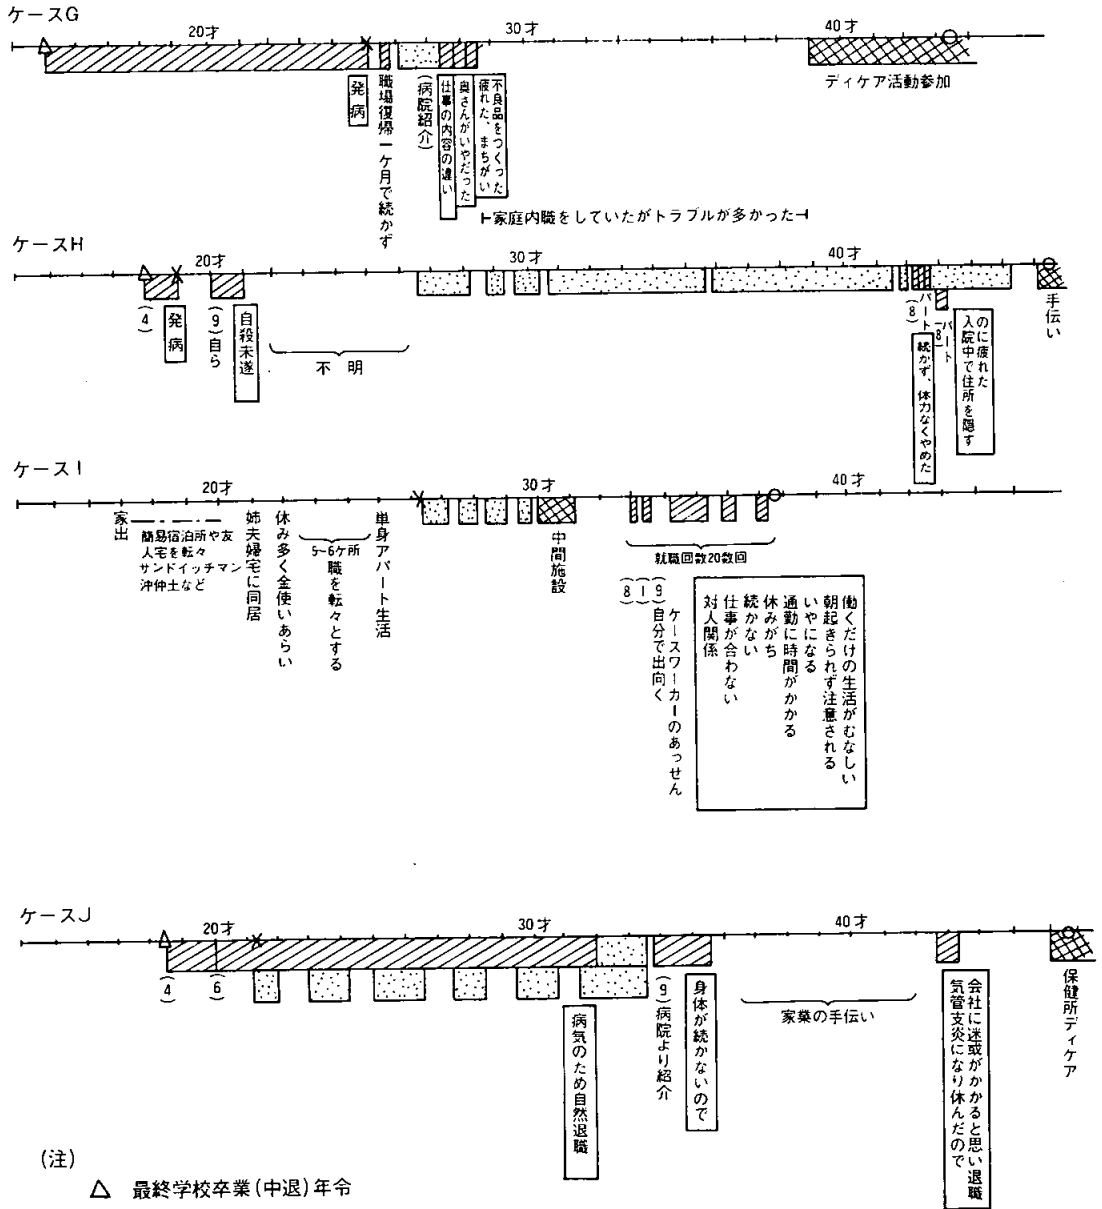 ケースG
20才
30才
40才
発病
職場復帰一ケ月で続かず
(病院紹介)
仕事の内容の違い
奥さんがいやだった
不良品をつくった
疲れた、まちがい
ディケア活動参加
家庭内職をしていたがトラブルが多かった
ケースH
20才
30才
40才
(4)
発病
(9)自ら
自殺未遂
不明
(8)
パート
続かず、体力なくやめた
(8)
パート
のに疲れた
入院中で住所を隠す
手伝い
ケースI
20才
30才
40才
家出
簡易宿泊所や友
人宅を転々
サンドイッチマン
沖仲士など
姉夫婦宅に同居
休み多く金使いあらい
5~6ケ所
職を転々とする
単身アパート生活
中間施設
就職回数20数回
(8)
(1)
(9)自分で出向く
ケースワーカーのあっせん
働くだけの生活がむなしい
朝起きられず注意される
いやになる
通勤に時間がかかる
休みがち
続かない
仕事が合わない
対人関係
ケースJ
20才
30才
40才
(4)
(6)
病気のため自然退職
(9)病院より紹介
身体が続かないので
家業の手伝い
会社に迷或がかかると思い退職
気管支炎になり休んだので
保健所ディケア
(注)
△ 最終学校卒業(中退)年令